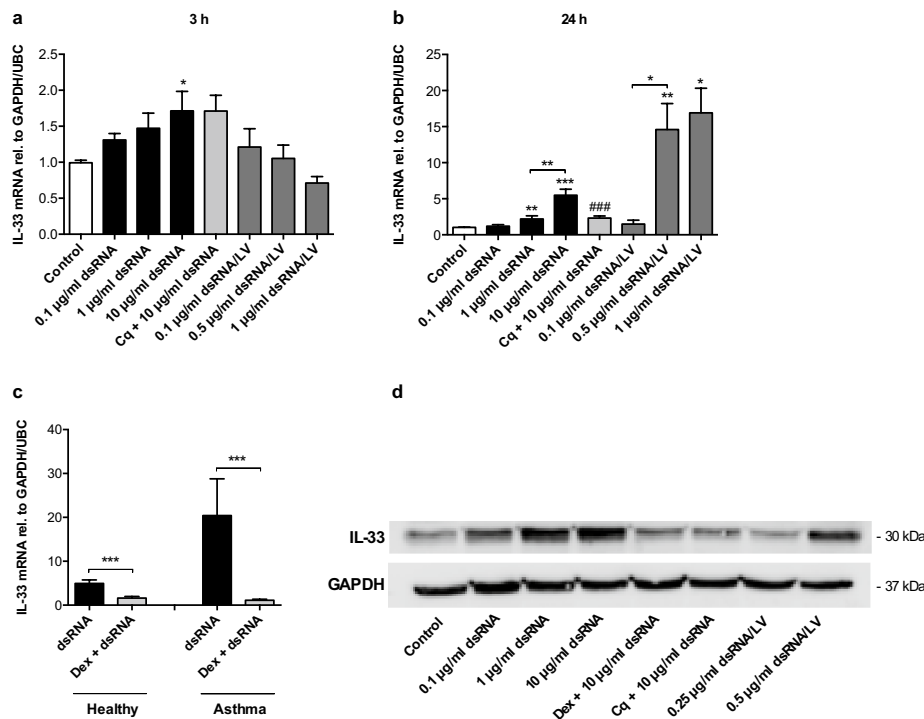 a
3 h
IL-33 mRNA rel. to GAPDH/UBC
2.5
2.0
1.5
1.0
0.5
0.0
*
Control
0.1 µg/ml dsRNA
1 µg/ml dsRNA
10 µg/ml dsRNA
Cq + 10 µg/ml dsRNA
0.1 µg/ml dsRNA/LV
0.5 µg/ml dsRNA/LV
1 µg/ml dsRNA/LV
b
24 h
IL-33 mRNA rel. to GAPDH/UBC
25
20
15
10
5
0
**
**
***
###
*
**
*
Control
0.1 µg/ml dsRNA
1 µg/ml dsRNA
10 µg/ml dsRNA
Cq + 10 µg/ml dsRNA
0.1 µg/ml dsRNA/LV
0.5 µg/ml dsRNA/LV
1 µg/ml dsRNA/LV
c
IL-33 mRNA rel. to GAPDH/UBC
40
30
20
10
0
***
***
dsRNA
Dex + dsRNA
dsRNA
Dex + dsRNA
Healthy
Asthma
d
IL-33
- 30 kDa
GAPDH
- 37 kDa
Control
0.1 µg/ml dsRNA
1 µg/ml dsRNA
10 µg/ml dsRNA
Dex + 10 µg/ml dsRNA
Cq + 10 µg/ml dsRNA
0.25 µg/ml dsRNA/LV
0.5 µg/ml dsRNA/LV